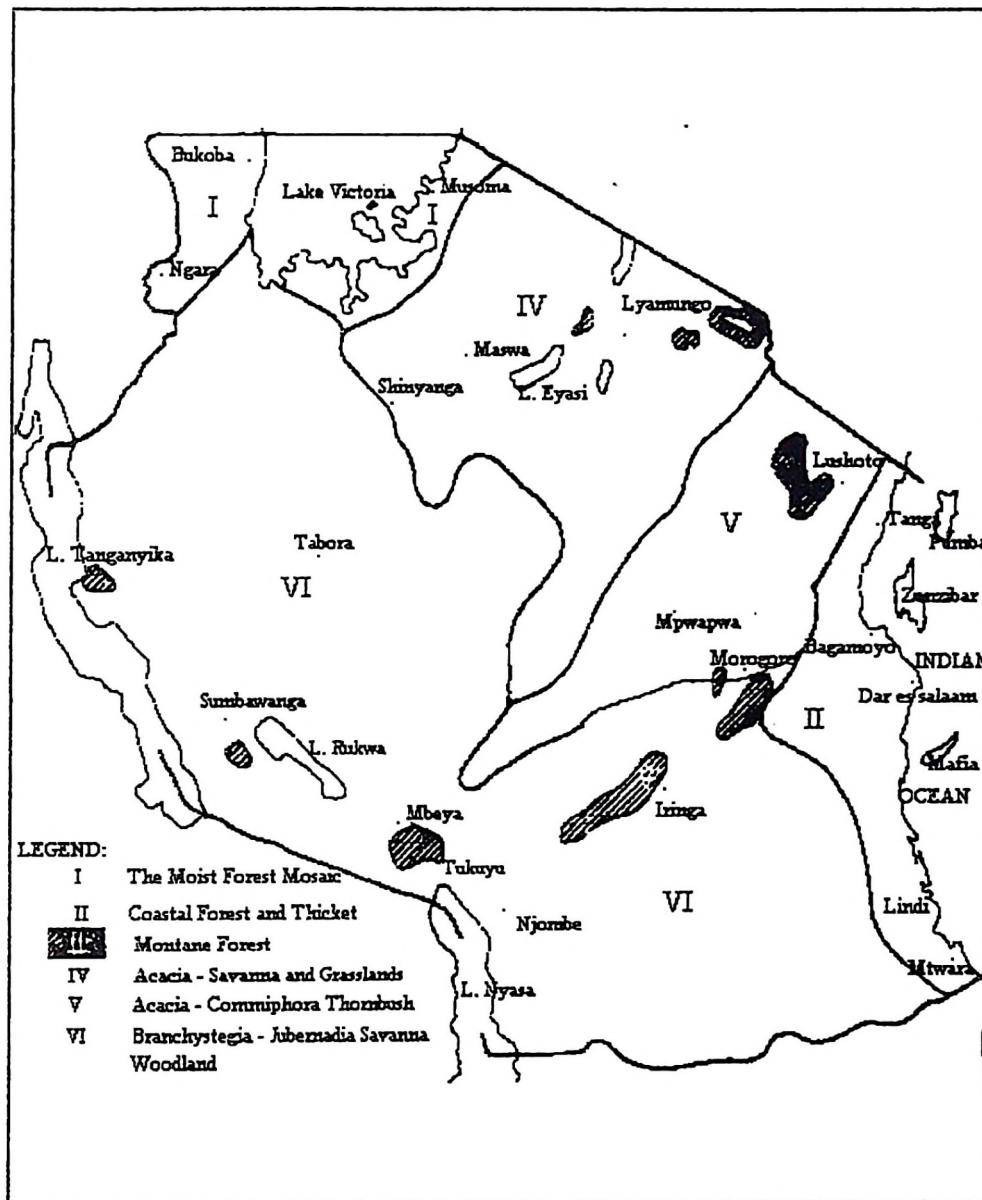 Bukoba
I
Lake Victoria
Musoma
I
Ngara
IV
Lyamungo
Maswa
L. Eyasi
Shinyanga
Lushoto
V
Tanga
Pemba
Tabora
L. Tanganyika
VI
Zanzibar
Mpwapwa
Bagamoyo
Morogoro
INDIAN
Dar es salaam
Sumbawanga
II
L. Rukwa
Mafia
OCEAN
Iringa
Mbeya
Tukuyu
VI
Lindi
Njombe
Mtwara
L. Nyasa
LEGEND:
I The Moist Forest Mosaic
II Coastal Forest and Thicket
III Montane Forest
IV Acacia - Savanna and Grasslands
V Acacia - Commiphora Thornbush
VI Branchystegia - Jubernadia Savanna
Woodland